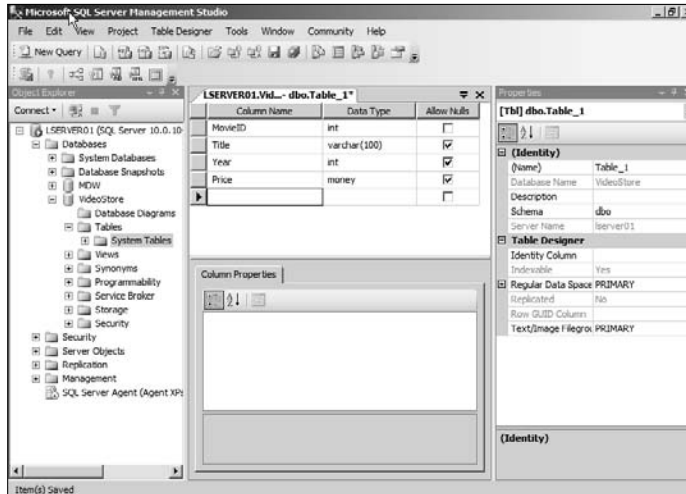 Microsoft SQL Server Management Studio
File Edit View Project Table Designer Tools Window Community Help
New Query
Object Explorer
Connect
LSERVER01 (SQL Server 10.0.10
Databases
System Databases
Database Snapshots
MDW
VideoStore
Database Diagrams
Tables
System Tables
Views
Synonyms
Programmability
Service Broker
Storage
Security
Security
Server Objects
Replication
Management
SQL Server Agent (Agent XPs
LSERVER01.Vid...- dbo.Table_1*
Column Name Data Type Allow Nulls
MovieID int
Title varchar(100)
Year int
Price money
Column Properties
Properties
[Tbl] dbo.Table_1
(Identity)
(Name) Table_1
Database Name VideoStore
Description
Schema dbo
Server Name lserver01
Table Designer
Identity Column
Indexable Yes
Regular Data Space PRIMARY
Replicated No
Row GUID Column
Text/Image Filegrou PRIMARY
(Identity)
Item(s) Saved